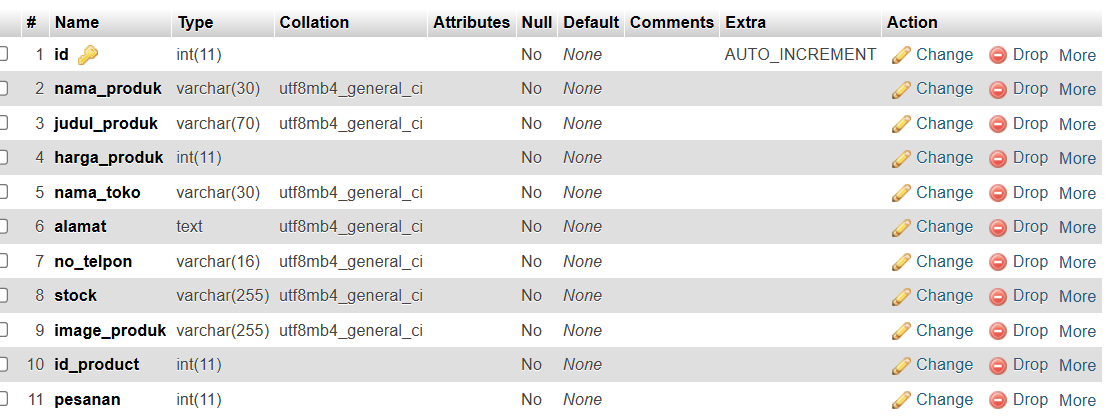 # Name Type Collation Attributes Null Default Comments Extra Action
1 id int(11) No None AUTO_INCREMENT Change Drop More
2 nama_produk varchar(30) utf8mb4_general_ci No None Change Drop More
3 judul_produk varchar(70) utf8mb4_general_ci No None Change Drop More
4 harga_produk int(11) No None Change Drop More
5 nama_toko varchar(30) utf8mb4_general_ci No None Change Drop More
6 alamat text utf8mb4_general_ci No None Change Drop More
7 no_telpon varchar(16) utf8mb4_general_ci No None Change Drop More
8 stock varchar(255) utf8mb4_general_ci No None Change Drop More
9 image_produk varchar(255) utf8mb4_general_ci No None Change Drop More
10 id_product int(11) No None Change Drop More
11 pesanan int(11) No None Change Drop More